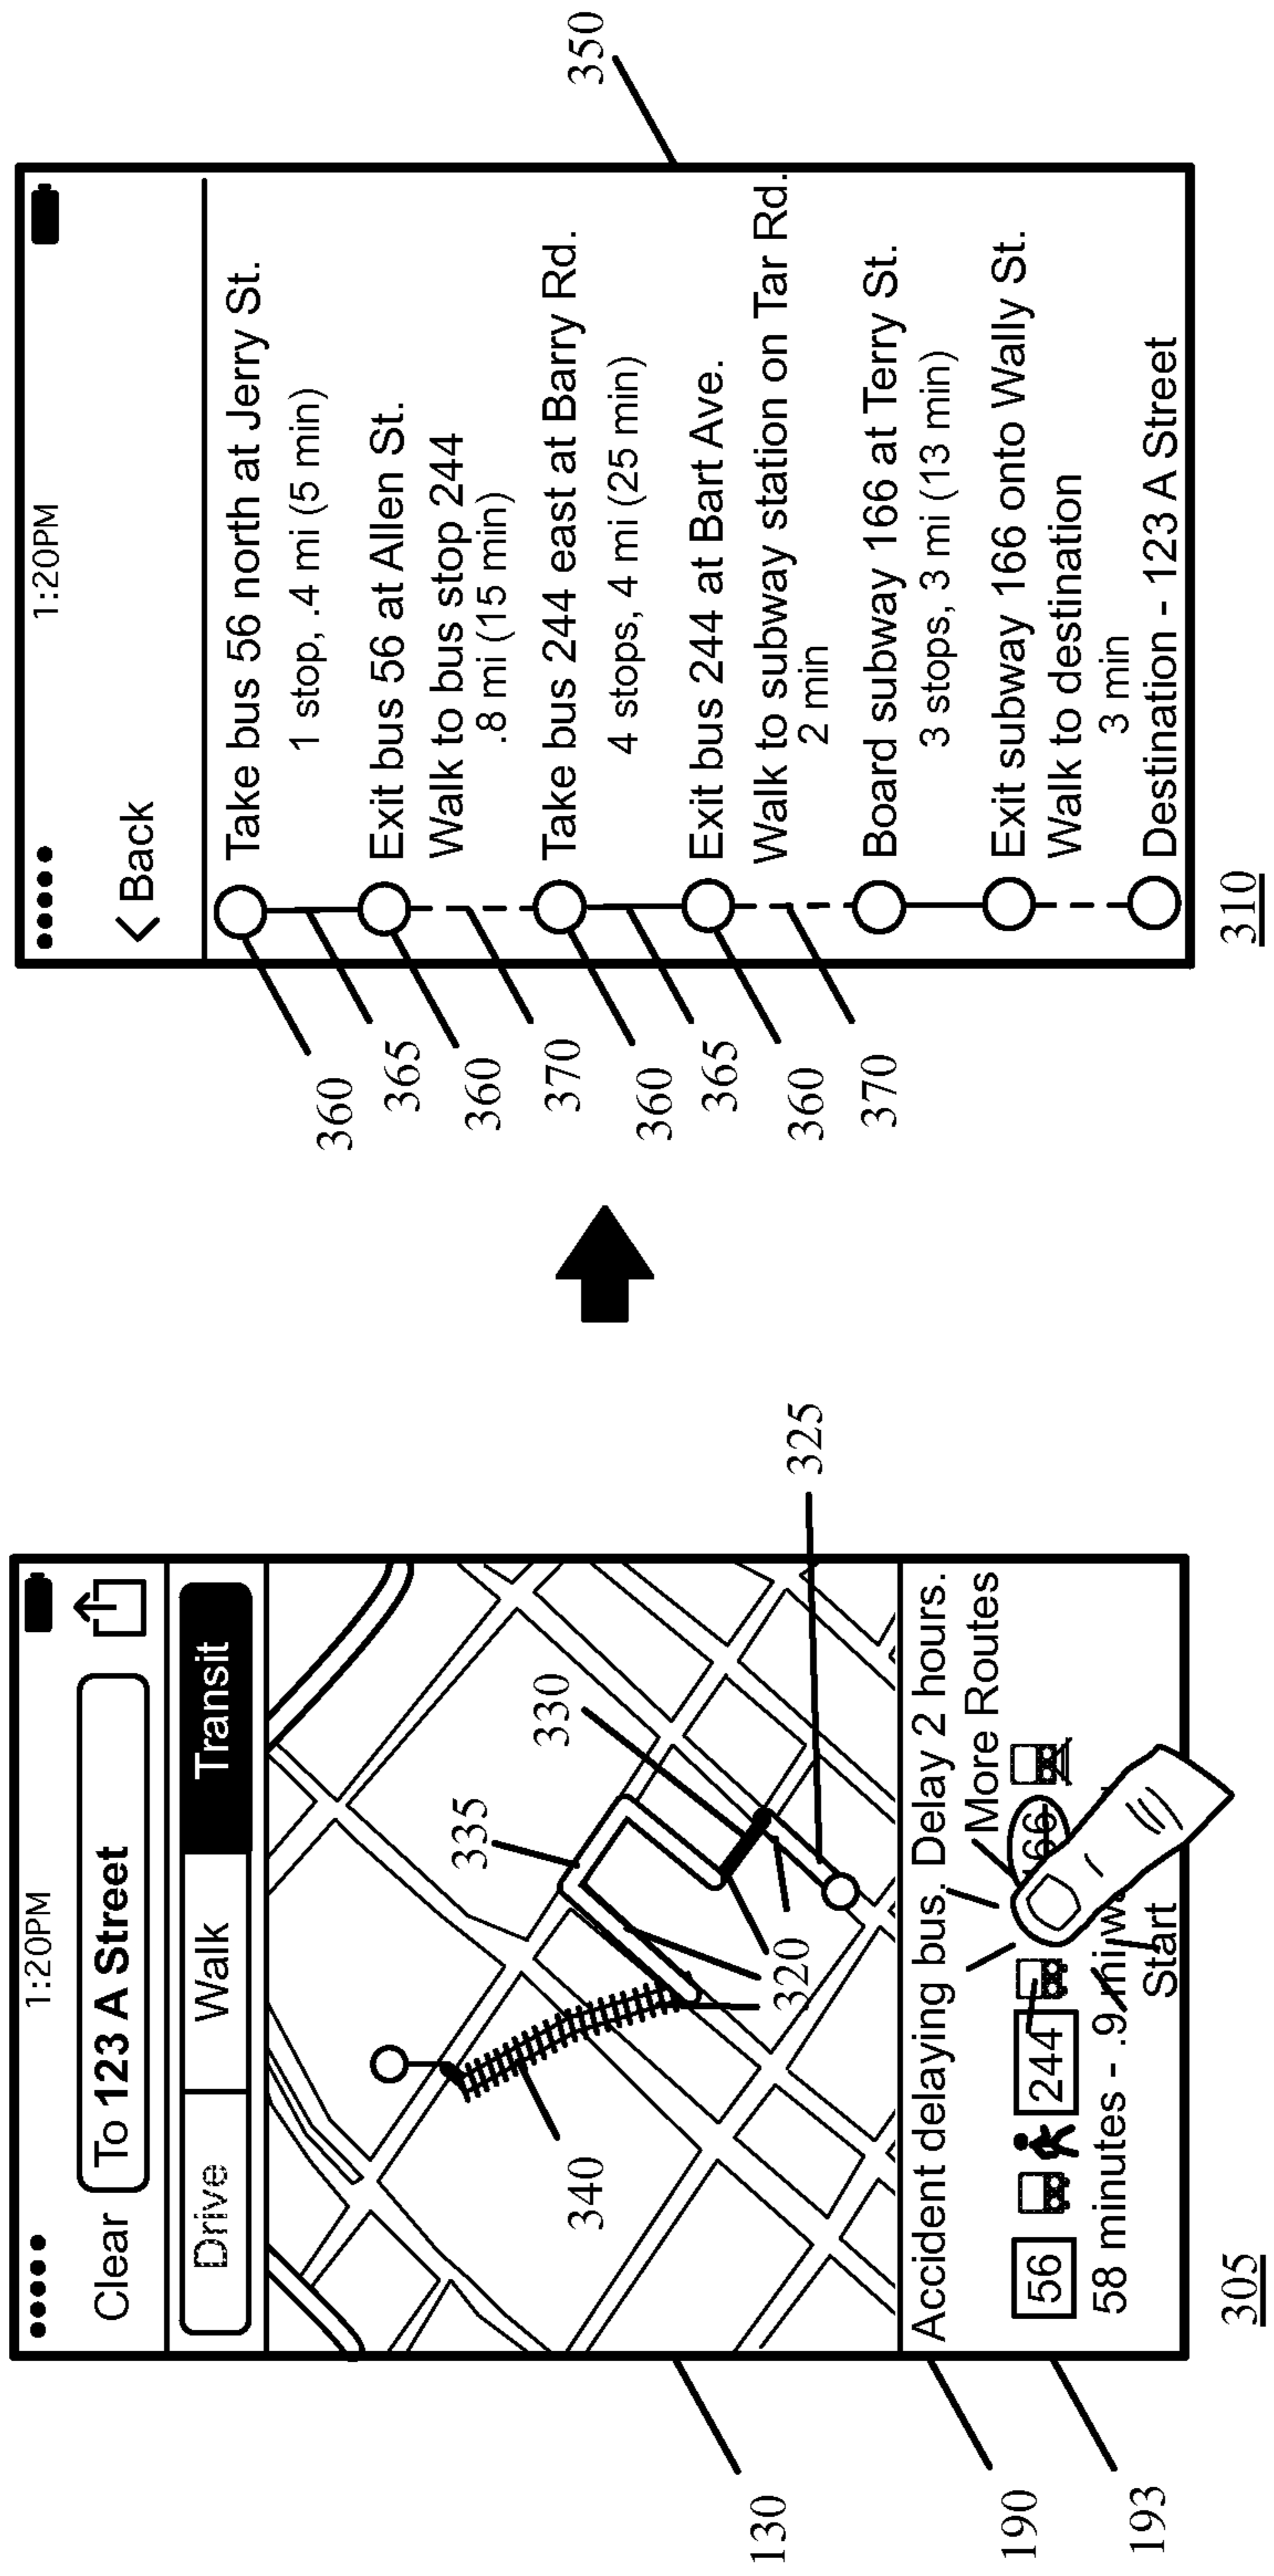 1:20PM
Clear
To 123 A Street
Drive
Walk
Transit
335
330
325
320
340
Accident delaying bus. Delay 2 hours.
More Routes
56
244
166
58 minutes - .9 mi
Start
130
190
193
305
1:20PM
Back
Take bus 56 north at Jerry St.
1 stop, .4 mi (5 min)
Exit bus 56 at Allen St.
Walk to bus stop 244
.8 mi (15 min)
Take bus 244 east at Barry Rd.
4 stops, 4 mi (25 min)
Exit bus 244 at Bart Ave.
Walk to subway station on Tar Rd.
2 min
Board subway 166 at Terry St.
3 stops, 3 mi (13 min)
Exit subway 166 onto Wally St.
Walk to destination
3 min
Destination - 123 A Street
360
365
360
370
360
365
360
370
350
310